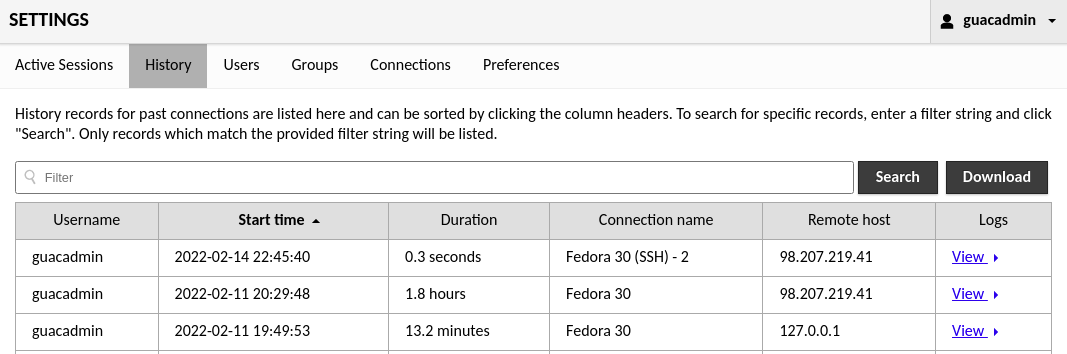 SETTINGS
guacadmin
Active Sessions History Users Groups Connections Preferences
History records for past connections are listed here and can be sorted by clicking the column headers. To search for specific records, enter a filter string and click
"Search". Only records which match the provided filter string will be listed.
Filter Search Download
Username Start time Duration Connection name Remote host Logs
guacadmin 2022-02-14 22:45:40 0.3 seconds Fedora 30 (SSH) - 2 98.207.219.41 View
guacadmin 2022-02-11 20:29:48 1.8 hours Fedora 30 98.207.219.41 View
guacadmin 2022-02-11 19:49:53 13.2 minutes Fedora 30 127.0.0.1 View